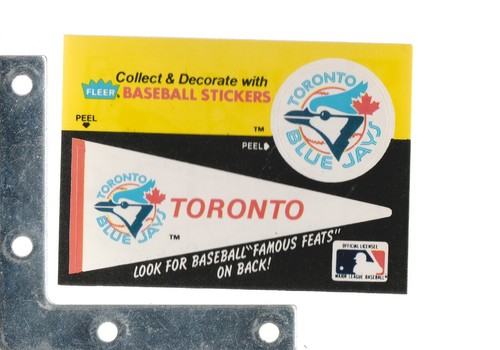 Collect & Decorate with
FLEER. BASEBALL STICKERS
PEEL
TORONTO
BLUE JAYS
™
PEEL
TORONTO
BLUE JAYS
™
TORONTO
LOOK FOR BASEBALL "FAMOUS FEATS"
ON BACK!
OFFICIAL LICENSEE
MAJOR LEAGUE BASEBALL